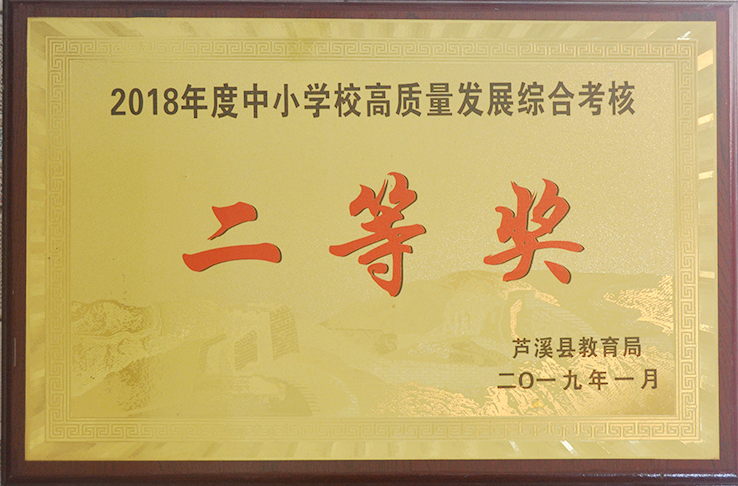 2018年度中小学校高质量发展综合考核
二等奖
芦溪县教育局
二〇一九年一月